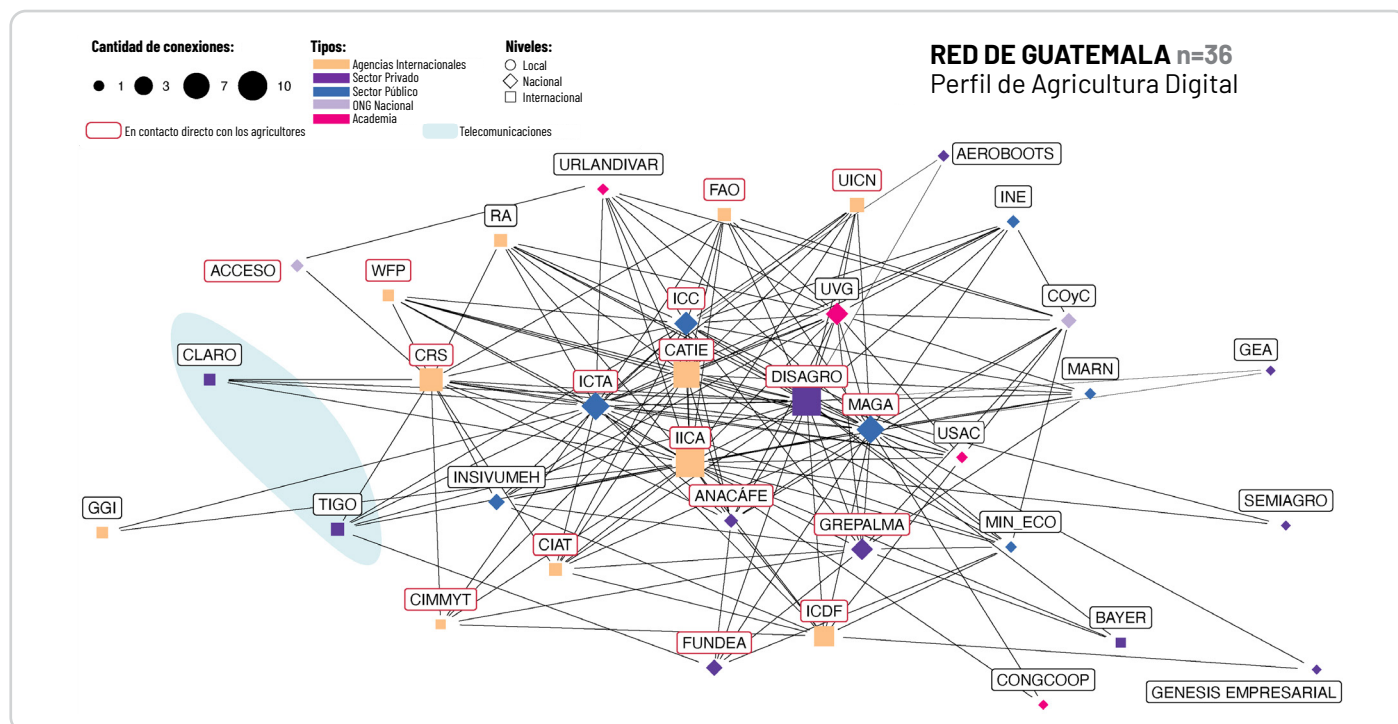 Cantidad de conexiones:
1 3 7 10
En contacto directo con los agricultores
Tipos:
Agencias Internacionales
Sector Privado
Sector Público
ONG Nacional
Academia
Telecomunicaciones
Niveles:
Local
Nacional
Internacional
RED DE GUATEMALA n=36
Perfil de Agricultura Digital
AEROBOOTS
URLANDIVAR
FAO
UICN
INE
RA
ACCESO
WFP
ICC
UVG
COyC
CLARO
CRS
CATIE
GEA
MARN
ICTA
DISAGRO
MAGA
IICA
USAC
INSIVUMEH
ANACÁFE
SEMIAGRO
GGI
TIGO
GREPALMA
MIN_ECO
CIAT
CIMMYT
ICDF
BAYER
FUNDEA
CONGCOOP
GENESIS EMPRESARIAL